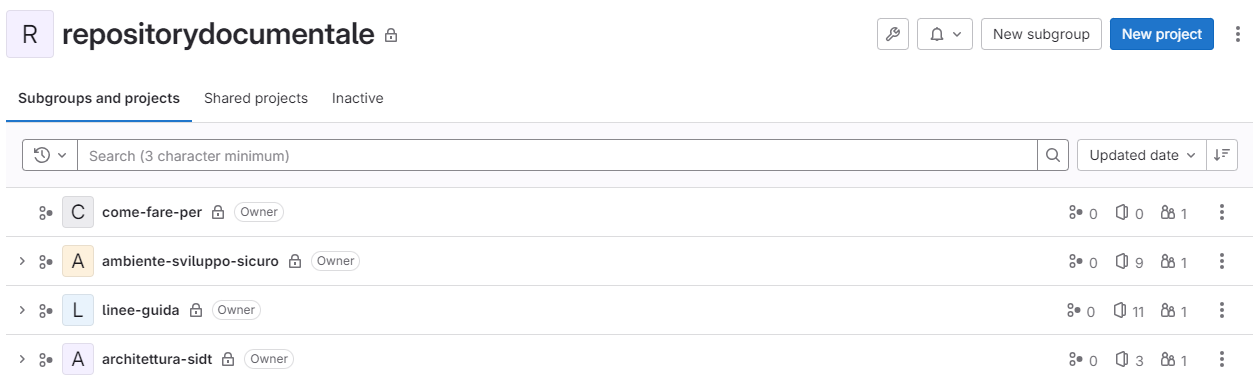 R repositorydocumentale New subgroup New project
Subgroups and projects Shared projects Inactive
Search (3 character minimum) Updated date
C come-fare-per Owner 0 0 1
A ambiente-sviluppo-sicuro Owner 0 9 1
L linee-guida Owner 0 11 1
A architettura-sidt Owner 0 3 1